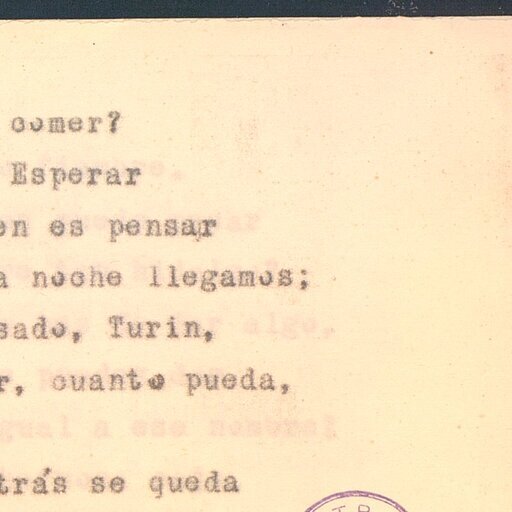 comer?
Esperar
en es pensar
a noche llegamos;
sado, Turin,
r, cuanto pueda,
trás se queda